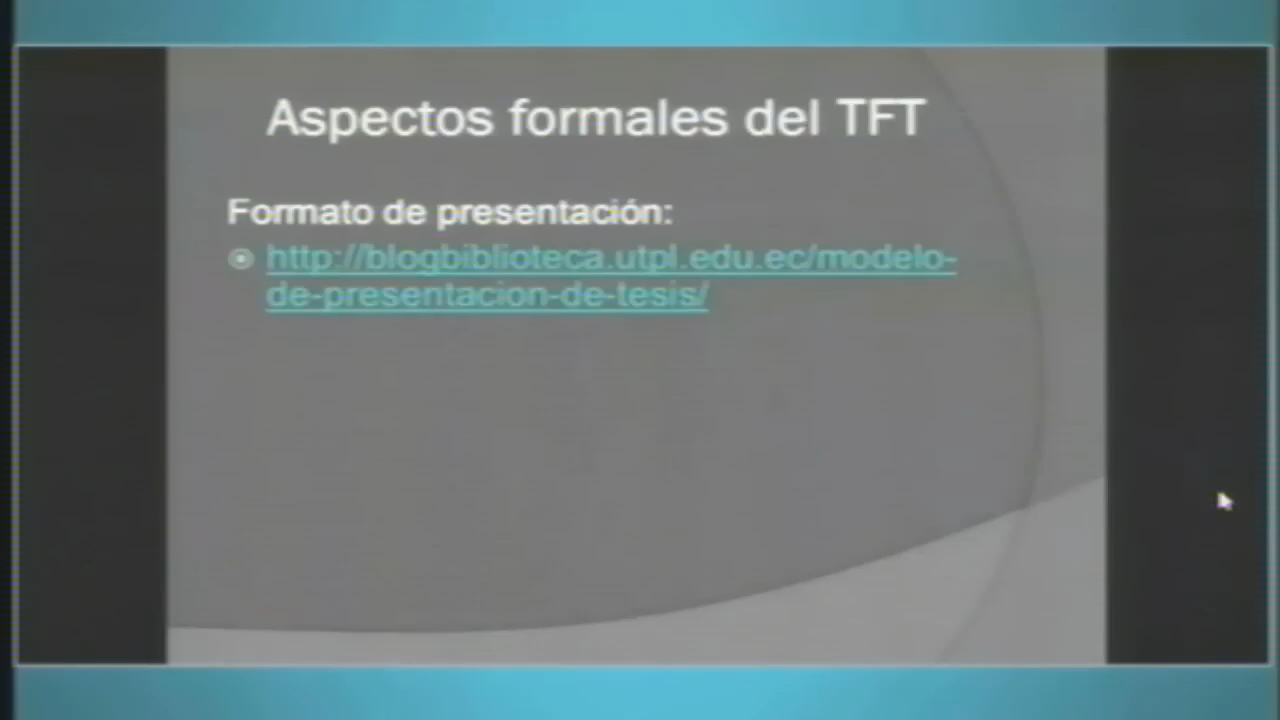 Aspectos formales del TFT
Formato de presentación:
http://blogbiblioteca.utpl.edu.ec/modelo-
de-presentacion-de-tesis/